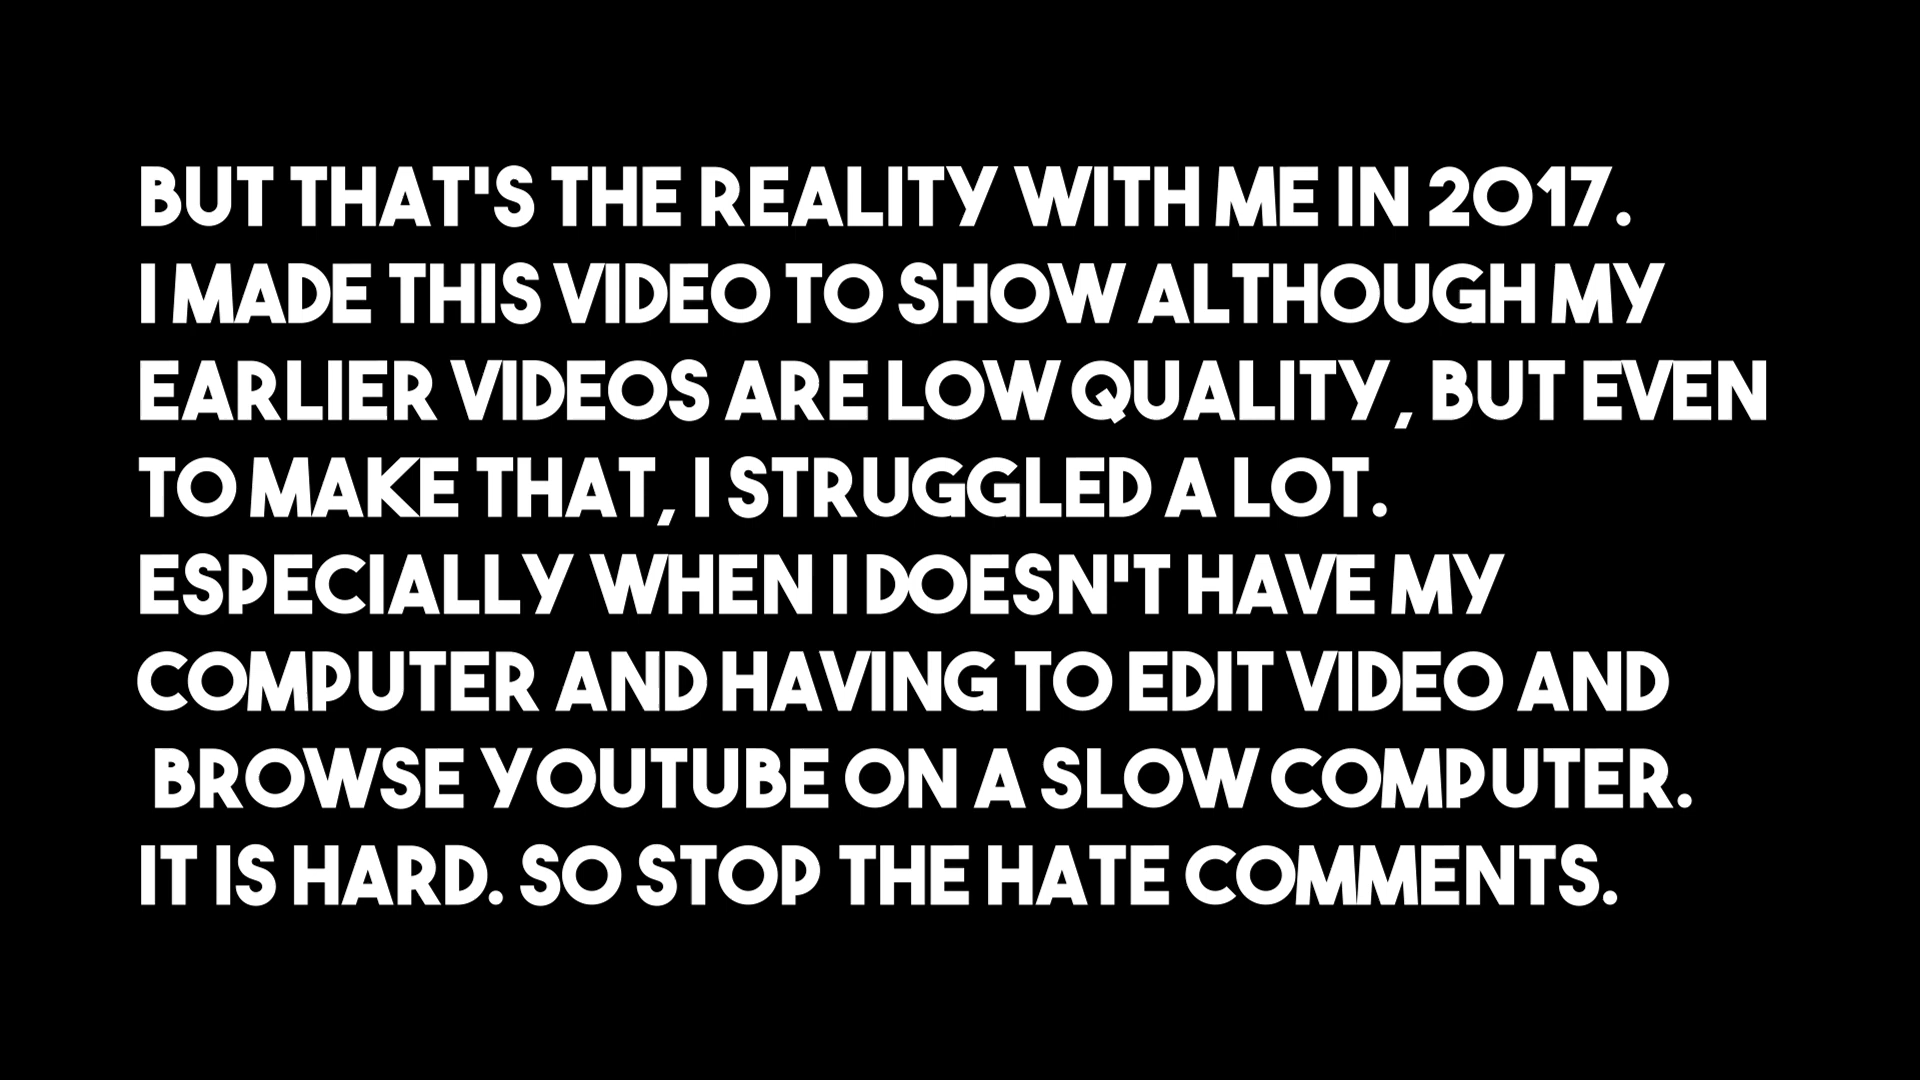 BUT THAT'S THE REALITY WITH ME IN 2017.
I MADE THIS VIDEO TO SHOW ALTHOUGH MY
EARLIER VIDEOS ARE LOW QUALITY, BUT EVEN
TO MAKE THAT, I STRUGGLED A LOT.
ESPECIALLY WHEN I DOESN'T HAVE MY
COMPUTER AND HAVING TO EDIT VIDEO AND
BROWSE YOUTUBE ON A SLOW COMPUTER.
IT IS HARD. SO STOP THE HATE COMMENTS.